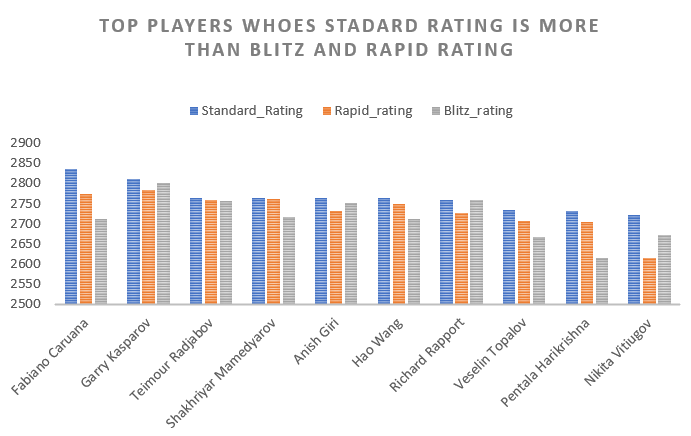 TOP PLAYERS WHOES STADARD RATING IS MORE
THAN BLITZ AND RAPID RATING
Standard_Rating Rapid_rating Blitz_rating
2900
2850
2800
2750
2700
2650
2600
2550
2500
Fabiano Caruana
Garry Kasparov
Teimour Radjabov
Shakhriyar Mamedyarov
Anish Giri
Hao Wang
Richard Rapport
Veselin Topalov
Pentala Harikrishna
Nikita Vitiugov